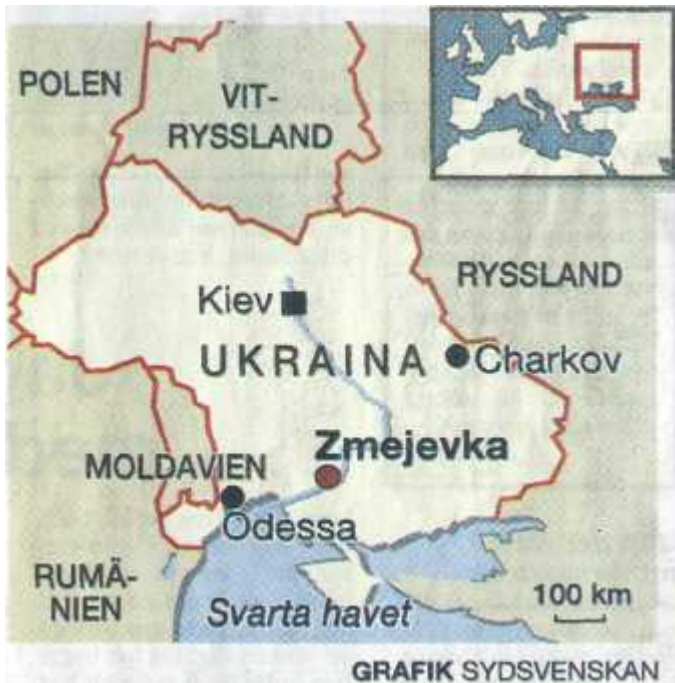 POLEN
VIT-
RYSSLAND
RYSSLAND
Kiev
UKRAINA
Charkov
Zmejevka
MOLDAVIEN
Odessa
RUMÄ-
NIEN
Svarta havet
100 km
GRAFIK SYDSVENSKAN